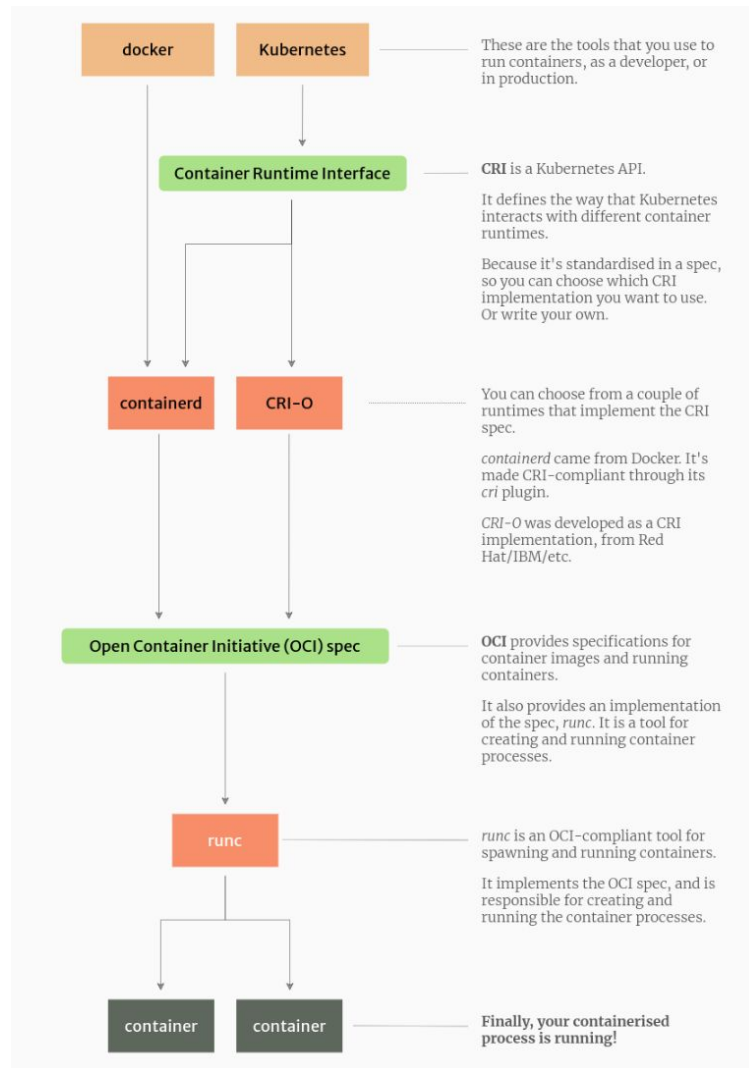 docker
Kubernetes
These are the tools that you use to
run containers, as a developer, or
in production.
Container Runtime Interface
CRI is a Kubernetes API.
It defines the way that Kubernetes
interacts with different container
runtimes.
Because it's standardised in a spec,
so you can choose which CRI
implementation you want to use.
Or write your own.
containerd
CRI-O
You can choose from a couple of
runtimes that implement the CRI
spec.
containerd came from Docker. It's
made CRI-compliant through its
cri plugin.
CRI-O was developed as a CRI
implementation, from Red
Hat/IBM/etc.
Open Container Initiative (OCI) spec
OCI provides specifications for
container images and running
containers.
It also provides an implementation
of the spec, runc. It is a tool for
creating and running container
processes.
runc
runc is an OCI-compliant tool for
spawning and running containers.
It implements the OCI spec, and is
responsible for creating and
running the container processes.
container
container
Finally, your containerised
process is running!